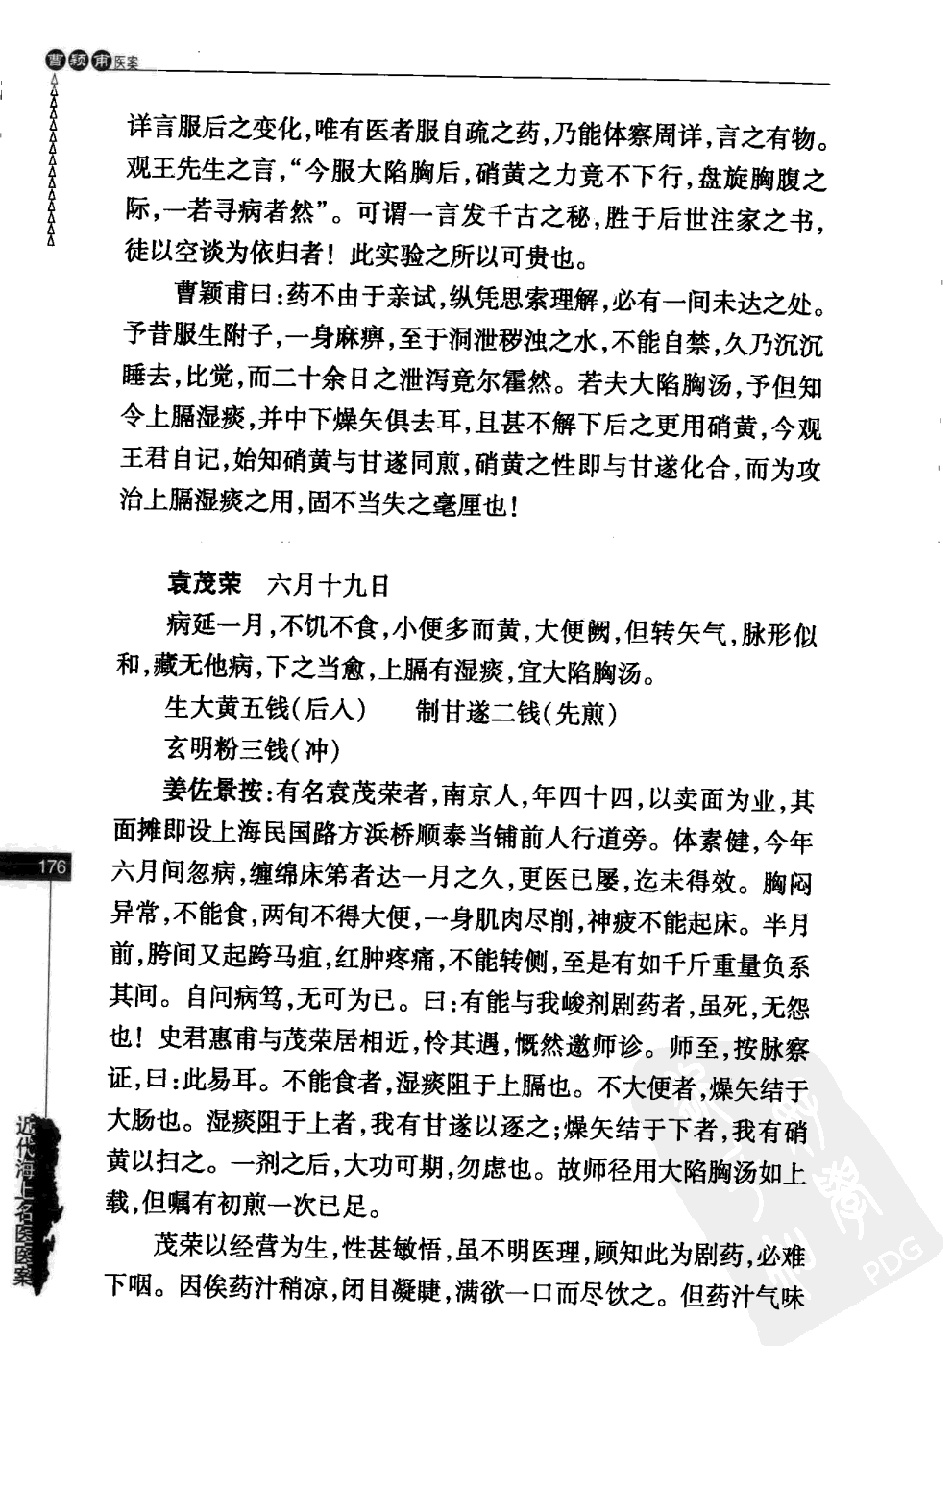 曹颖甫医案
详言服后之变化,唯有医者服自疏之药,乃能体察周详,言之有物。
观王先生之言,“今服大陷胸后,硝黄之力竟不下行,盘旋胸腹之
际,一若寻病者然”。可谓一言发千古之秘,胜于后世注家之书,
徒以空谈为依归者！此实验之所以可贵也。
曹颖甫曰:药不由于亲试,纵凭思索理解,必有一间未达之处。
予昔服生附子,一身麻痹,至于洞泄秽浊之水,不能自禁,久乃沉沉
睡去,比觉,而二十余日之泄泻竟尔霍然。若夫大陷胸汤,予但知
令上膈湿痰,并中下燥矢俱去耳,且甚不解下后之更用硝黄,今观
王君自记,始知硝黄与甘遂同煎,硝黄之性即与甘遂化合,而为攻
治上膈湿痰之用,固不当失之毫厘也！
袁茂荣 六月十九日
病延一月,不饥不食,小便多而黄,大便阙,但转矢气,脉形似
和,藏无他病,下之当愈,上膈有湿痰,宜大陷胸汤。
生大黄五钱(后入) 制甘遂二钱(先煎)
玄明粉三钱(冲)
姜佐景按:有名袁茂荣者,南京人,年四十四,以卖面为业,其
面摊即设上海民国路方浜桥顺泰当铺前人行道旁。体素健,今年
六月间忽病,缠绵床笫者达一月之久,更医已屡,迄未得效。胸闷
异常,不能食,两旬不得大便,一身肌肉尽削,神疲不能起床。半月
前,胯间又起跨马疽,红肿疼痛,不能转侧,至是有如千斤重量负系
其间。自问病笃,无可为已。曰:有能与我峻剂剧药者,虽死,无怨
也！史君惠甫与茂荣居相近,怜其遇,慨然邀师诊。师至,按脉察
证,曰:此易耳。不能食者,湿痰阻于上膈也。不大便者,燥矢结于
大肠也。湿痰阻于上者,我有甘遂以逐之;燥矢结于下者,我有硝
黄以扫之。一剂之后,大功可期,勿虑也。故师径用大陷胸汤如上
载,但嘱有初煎一次已足。
茂荣以经营为生,性甚敏悟,虽不明医理,顾知此为剧药,必难
下咽。因俟药汁稍凉,闭目凝睫,满欲一口而尽饮之。但药汁气味
176
近代海上名医医案
PDG